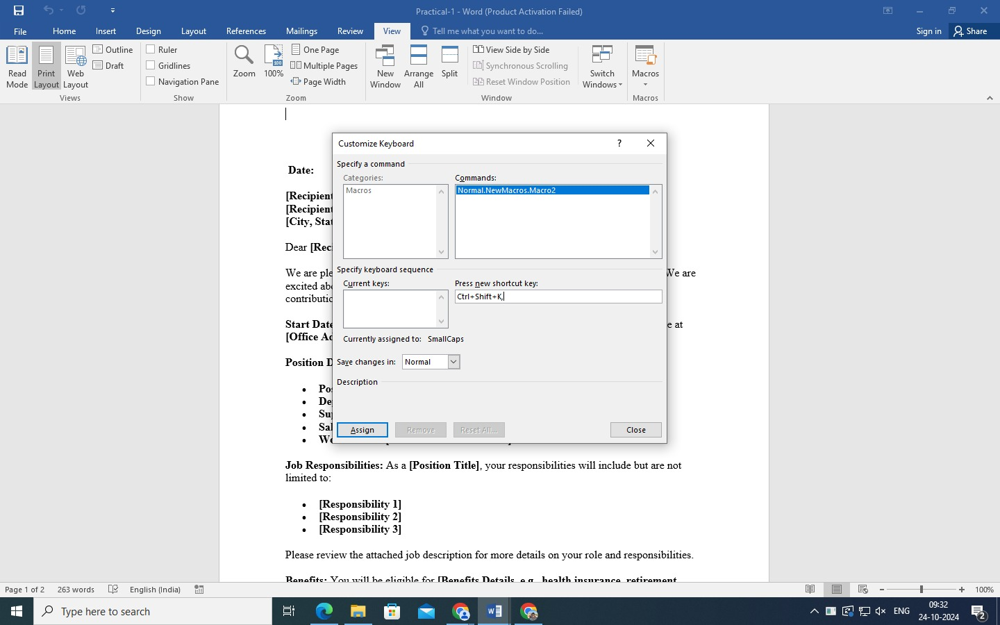 Practical-1 - Word (Product Activation Failed)
File Home Insert Design Layout References Mailings Review View Tell me what you want to do... Sign in Share
Read Mode
Print Layout
Web Layout
Outline
Draft
Views
Ruler
Gridlines
Navigation Pane
Show
Zoom
100%
100
One Page
Multiple Pages
Page Width
Zoom
New Window
Arrange All
Split
View Side by Side
Synchronous Scrolling
Reset Window Position
Window
Switch Windows
Macros
Macros
Date:
[Recipient
[Recipient
[City, Stat
Dear [Reci
We are ple We are
excited abo
contributio
Start Date e at
[Office Ad
Position D
• Pos
• De
• Sup
• Sal
• Wo
Customize Keyboard ?
Specify a command
Categories: Commands:
Macros Normal.NewMacros.Macro2
Specify keyboard sequence
Current keys: Press new shortcut key:
Ctrl+Shift+K,
Currently assigned to: SmallCaps
Save changes in: Normal
Description
Assign Remove Reset All... Close
Job Responsibilities: As a [Position Title], your responsibilities will include but are not
limited to:
• [Responsibility 1]
• [Responsibility 2]
• [Responsibility 3]
Please review the attached job description for more details on your role and responsibilities.
Benefits: You will be eligible for [Benefits Details, e.g., health insurance, retirement
Page 1 of 2 263 words English (India) 100%
Type here to search
ENG
09:32
24-10-2024
2